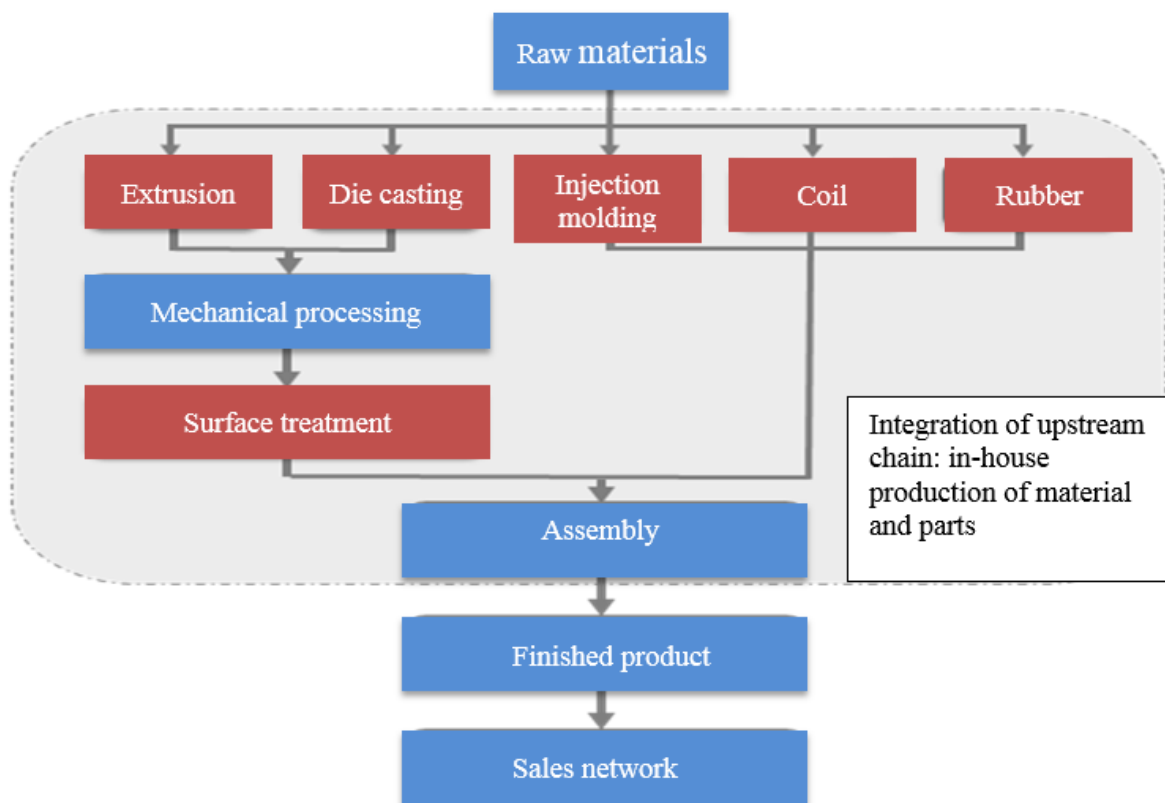 Raw materials
Extrusion
Die casting
Injection
molding
Coil
Rubber
Mechanical processing
Surface treatment
Integration of upstream
chain: in-house
production of material
and parts
Assembly
Finished product
Sales network